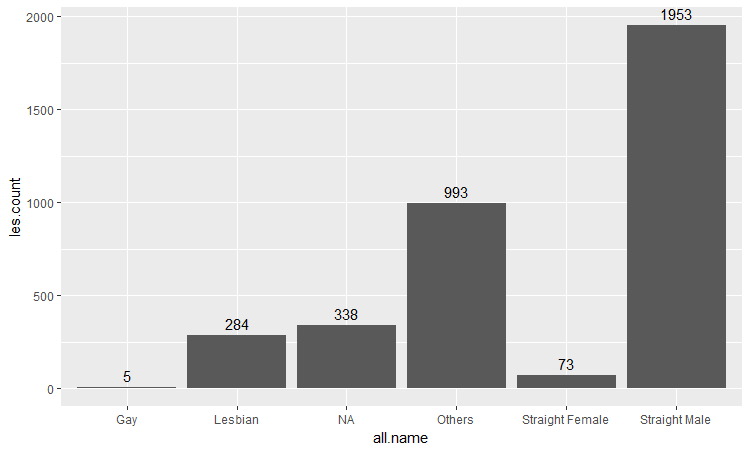 les.count
2000
1500
1000
500
0
5
284
338
993
73
1953
Gay
Lesbian
NA
Others
Straight Female
Straight Male
all.name